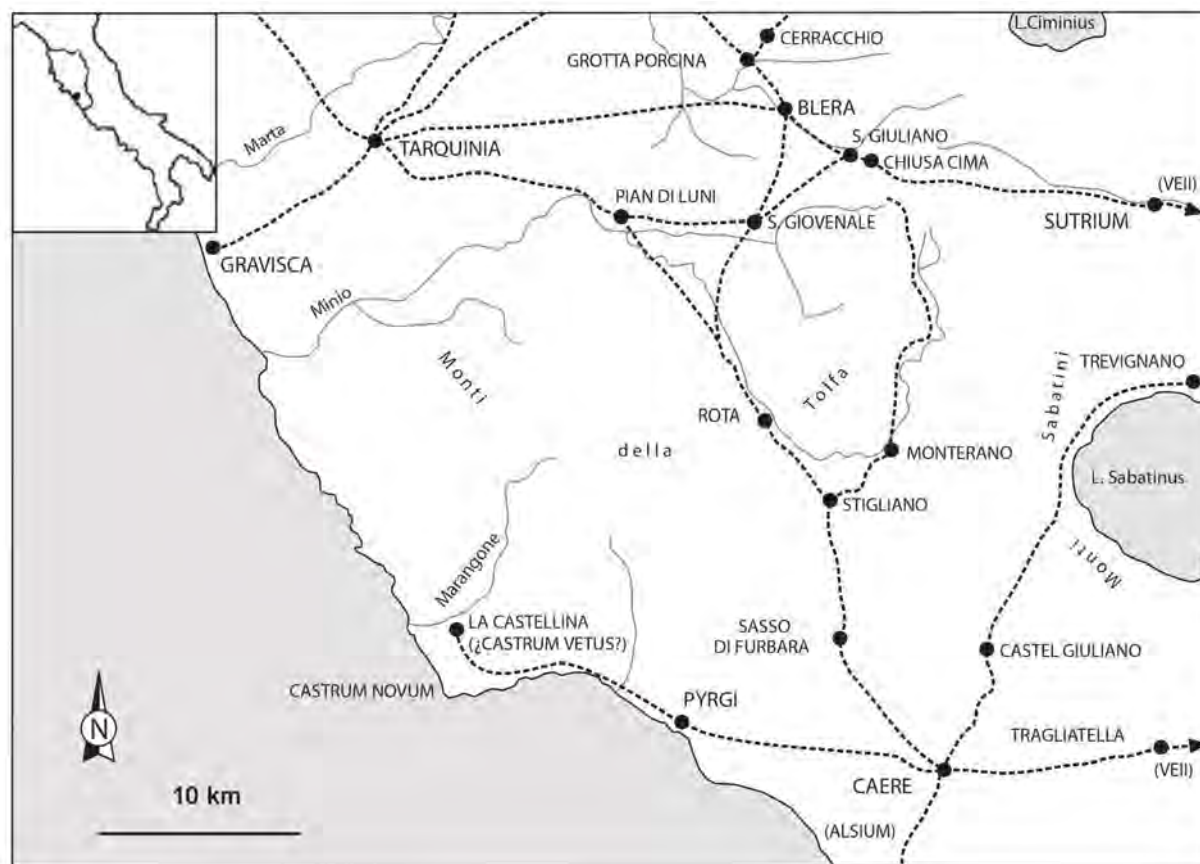 L.Ciminius
CERRACCHIO
GROTTA PORCINA
BLERA
Marta
TARQUINIA
S. GIULIANO
CHIUSA CIMA
(VEII)
PIAN DI LUNI
S. GIOVENALE
SUTRIUM
GRAVISCA
Minio
Monti
Tolfa
Sabatini
TREVIGNANO
ROTA
della
MONTERANO
L. Sabatinus
STIGLIANO
Monti
Marangone
LA CASTELLINA
(¿CASTRUM VETUS?)
SASSO
DI FURBARA
CASTEL GIULIANO
CASTRUM NOVUM
PYRGI
N
TRAGLIATELLA
(VEII)
CAERE
10 km
(ALSIUM)